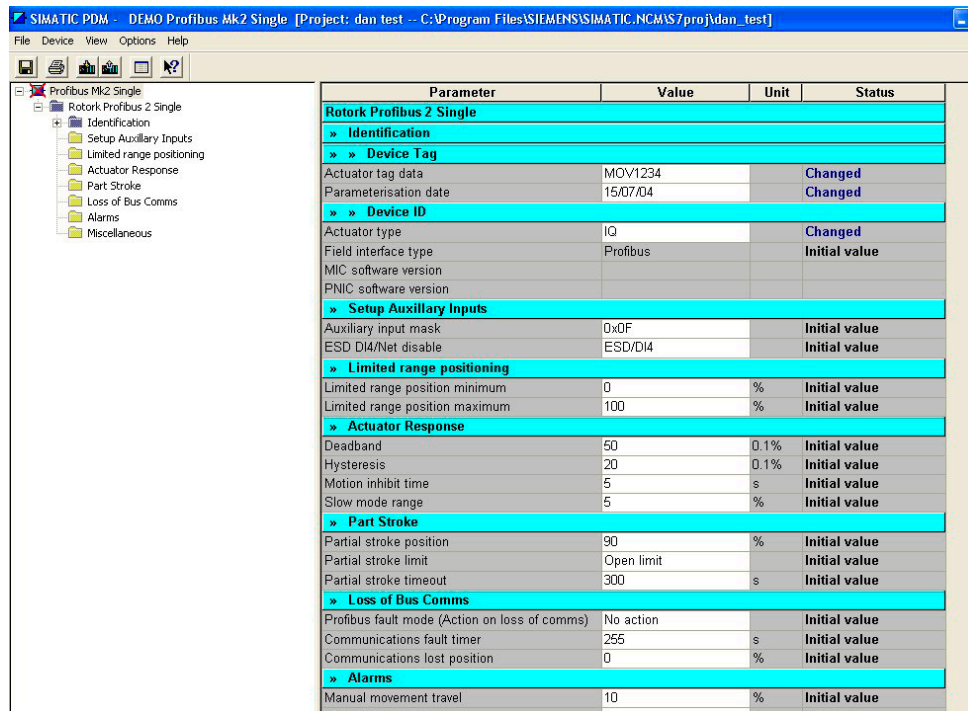 SIMATIC PDM - DEMO Profibus Mk2 Single [Project: dan test -- C:\Program Files\SIEMENS\SIMATIC.NCM\S7proj\dan_test]
File Device View Options Help
Profibus Mk2 Single
Rotork Profibus 2 Single
Identification
Setup Auxillary Inputs
Limited range positioning
Actuator Response
Part Stroke
Loss of Bus Comms
Alarms
Miscellaneous
Parameter Value Unit Status
Rotork Profibus 2 Single
» Identification
» » Device Tag
Actuator tag data MOV1234 Changed
Parameterisation date 15/07/04 Changed
» » Device ID
Actuator type IQ Changed
Field interface type Profibus Initial value
MIC software version
PNIC software version
» Setup Auxillary Inputs
Auxiliary input mask 0x0F Initial value
ESD DI4/Net disable ESD/DI4 Initial value
» Limited range positioning
Limited range position minimum 0 % Initial value
Limited range position maximum 100 % Initial value
» Actuator Response
Deadband 50 0.1% Initial value
Hysteresis 20 0.1% Initial value
Motion inhibit time 5 s Initial value
Slow mode range 5 % Initial value
» Part Stroke
Partial stroke position 90 % Initial value
Partial stroke limit Open limit Initial value
Partial stroke timeout 300 s Initial value
» Loss of Bus Comms
Profibus fault mode (Action on loss of comms) No action Initial value
Communications fault timer 255 s Initial value
Communications lost position 0 % Initial value
» Alarms
Manual movement travel 10 % Initial value